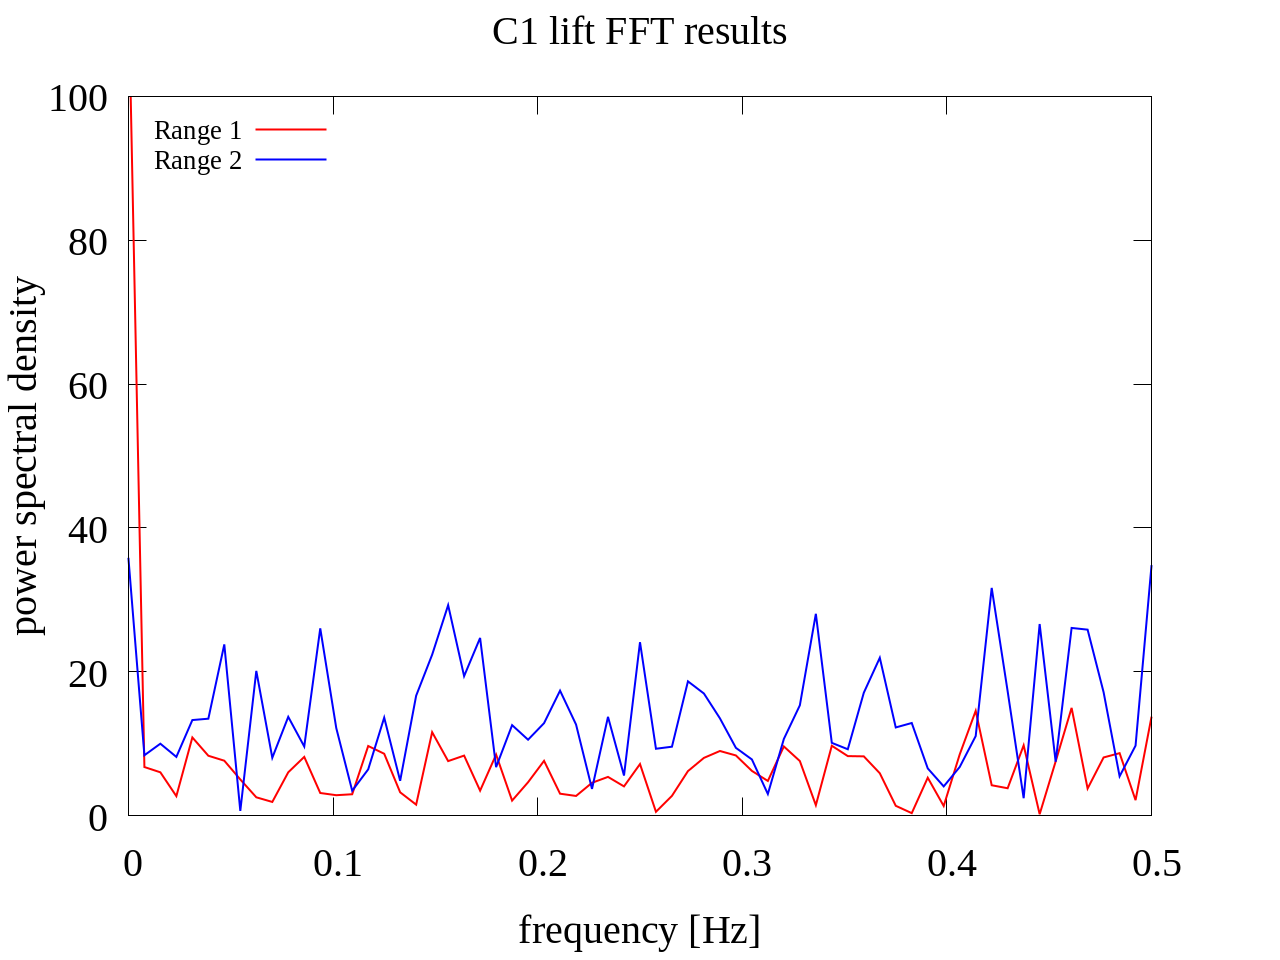 C1 lift FFT results
100
80
60
40
20
0
Range 1
Range 2
power spectral density
0 0.1 0.2 0.3 0.4 0.5
frequency [Hz]